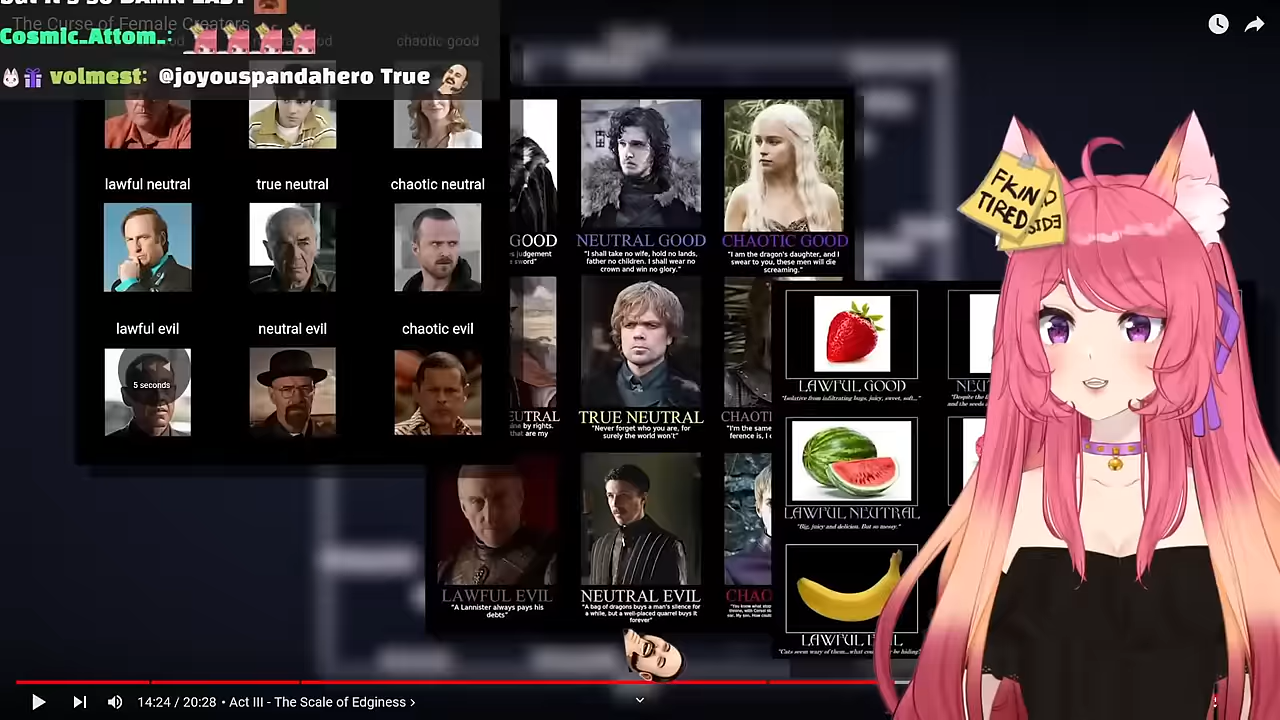 The Curse of Female Creators
Cosmic_Attom_:
chaotic good
volmest: @joyouspandahero True
lawful neutral
true neutral
chaotic neutral
lawful evil
neutral evil
chaotic evil
5 seconds
GOOD
NEUTRAL GOOD
"I shall take no wife, hold no lands,
father no children. I shall wear no
crown and win no glory."
CHAOTIC GOOD
"I am the dragon's daughter, and I
swear to you, these men will die
screaming."
TRUE NEUTRAL
"Never forget who you are, for
surely the world won't"
"I'm the same
LAWFUL EVIL
"A Lannister always pays his
debts"
NEUTRAL EVIL
"A bag of dragons buys a man's silence for
a while, but a well-placed quarrel buys it
forever"
LAWFUL GOOD
LAWFUL NEUTRAL
"Big, juicy and delicious. But so messy."
LAWFUL EVIL
FKIN
TIRED
SIDE
14:24 / 20:28 • Act III - The Scale of Edginess ›